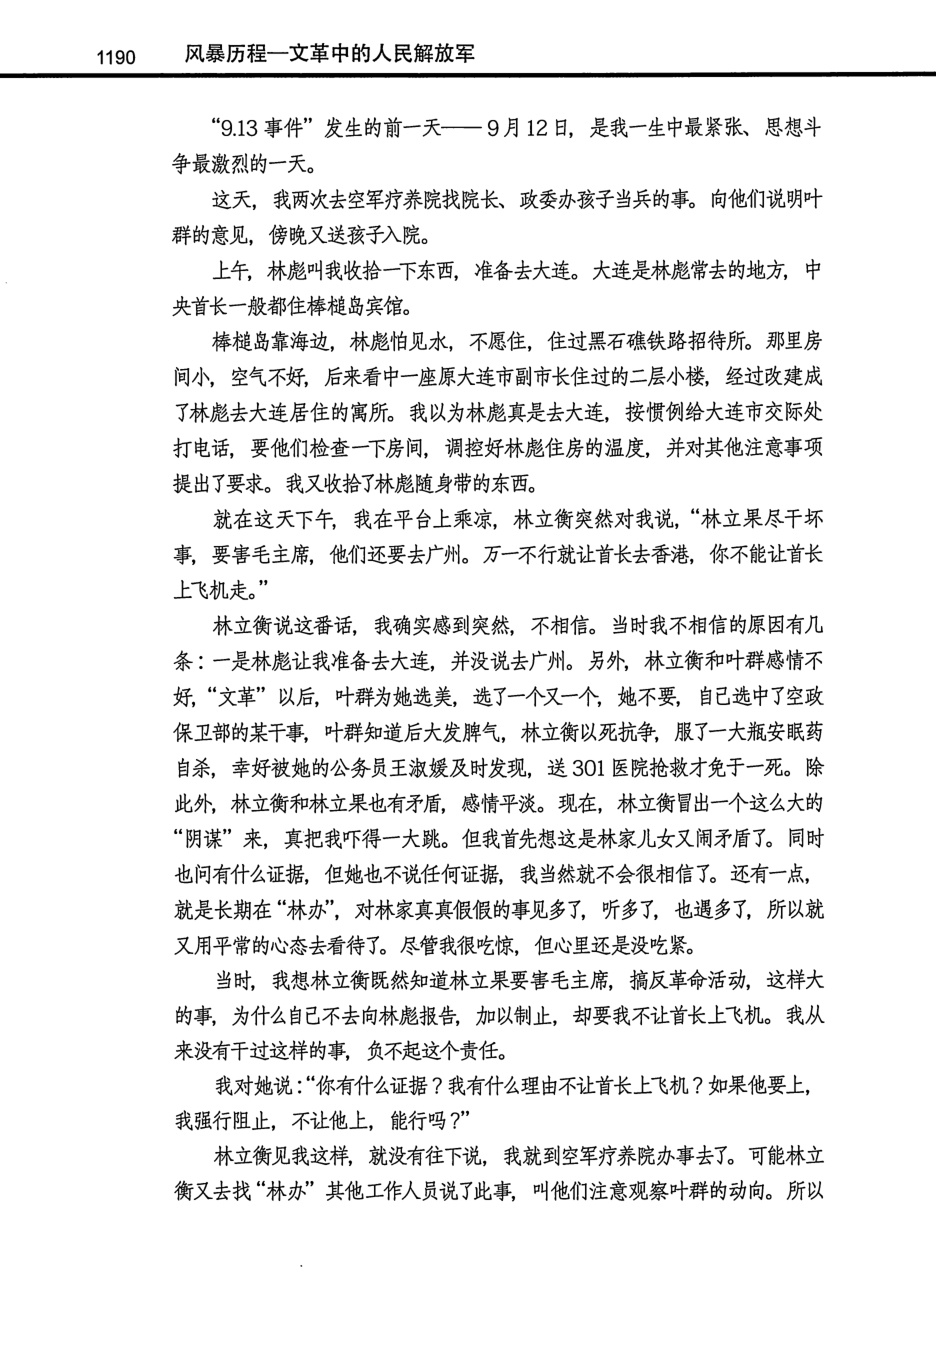 1190 风暴历程—文革中的人民解放军
“9.13 事件”发生的前一天——9月12日，是我一生中最紧张、思想斗
争最激烈的一天。
这天，我两次去空军疗养院找院长、政委办孩子当兵的事。向他们说明叶
群的意见，傍晚又送孩子入院。
上午，林彪叫我收拾一下东西，准备去大连。大连是林彪常去的地方，中
央首长一般都住棒槌岛宾馆。
棒槌岛靠海边，林彪怕见水，不愿住，住过黑石礁铁路招待所。那里房
间小，空气不好，后来看中一座原大连市副市长住过的二层小楼，经过改建成
了林彪去大连居住的寓所。我以为林彪真是去大连，按惯例给大连市交际处
打电话，要他们检查一下房间，调控好林彪住房的温度，并对其他注意事项
提出了要求。我又收拾了林彪随身带的东西。
就在这天下午，我在平台上乘凉，林立衡突然对我说，“林立果尽干坏
事，要害毛主席，他们还要去广州。万一不行就让首长去香港，你不能让首长
上飞机走。”
林立衡说这番话，我确实感到突然，不相信。当时我不相信的原因有几
条：一是林彪让我准备去大连，并没说去广州。另外，林立衡和叶群感情不
好，“文革”以后，叶群为她选美，选了一个又一个，她不要，自己选中了空政
保卫部的某干事，叶群知道后大发脾气，林立衡以死抗争，服了一大瓶安眠药
自杀，幸好被她的公务员王淑媛及时发现，送 301 医院抢救才免于一死。除
此外，林立衡和林立果也有矛盾，感情平淡。现在，林立衡冒出一个这么大的
“阴谋”来，真把我吓得一大跳。但我首先想这是林家儿女又闹矛盾了。同时
也问有什么证据，但她也不说任何证据，我当然就不会很相信了。还有一点，
就是长期在“林办”，对林家真真假假的事见多了，听多了，也遇多了，所以就
又用平常的心态去看待了。尽管我很吃惊，但心里还是没吃紧。
当时，我想林立衡既然知道林立果要害毛主席，搞反革命活动，这样大
的事，为什么自己不去向林彪报告，加以制止，却要我不让首长上飞机。我从
来没有干过这样的事，负不起这个责任。
我对她说：“你有什么证据？我有什么理由不让首长上飞机？如果他要上，
我强行阻止，不让他上，能行吗？”
林立衡见我这样，就没有往下说，我就到空军疗养院办事去了。可能林立
衡又去找“林办”其他工作人员说了此事，叫他们注意观察叶群的动向。所以